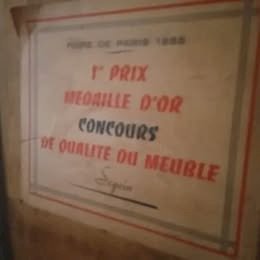 FOIRE DE PARIS
1er PRIX
MEDAILLE D'OR
CONCOURS
DE QUALITE DU MEUBLE